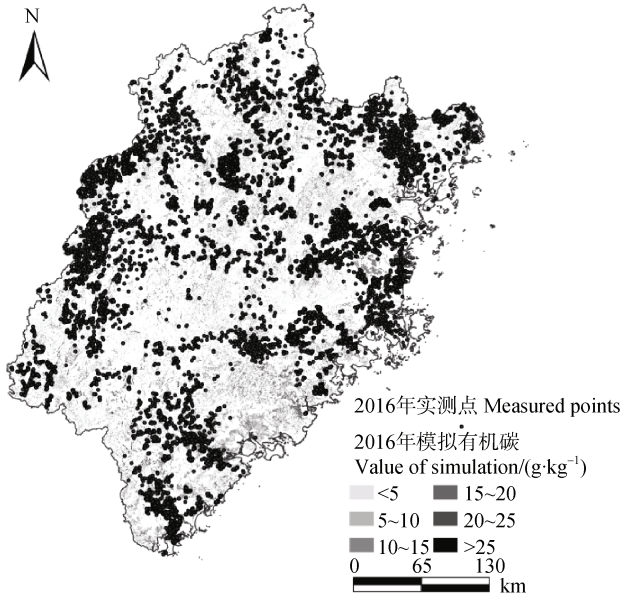 N
2016年实测点 Measured points
2016年模拟有机碳
Value of simulation/(g·kg⁻¹)
<5 15~20
5~10 20~25
10~15 >25
0 65 130
km